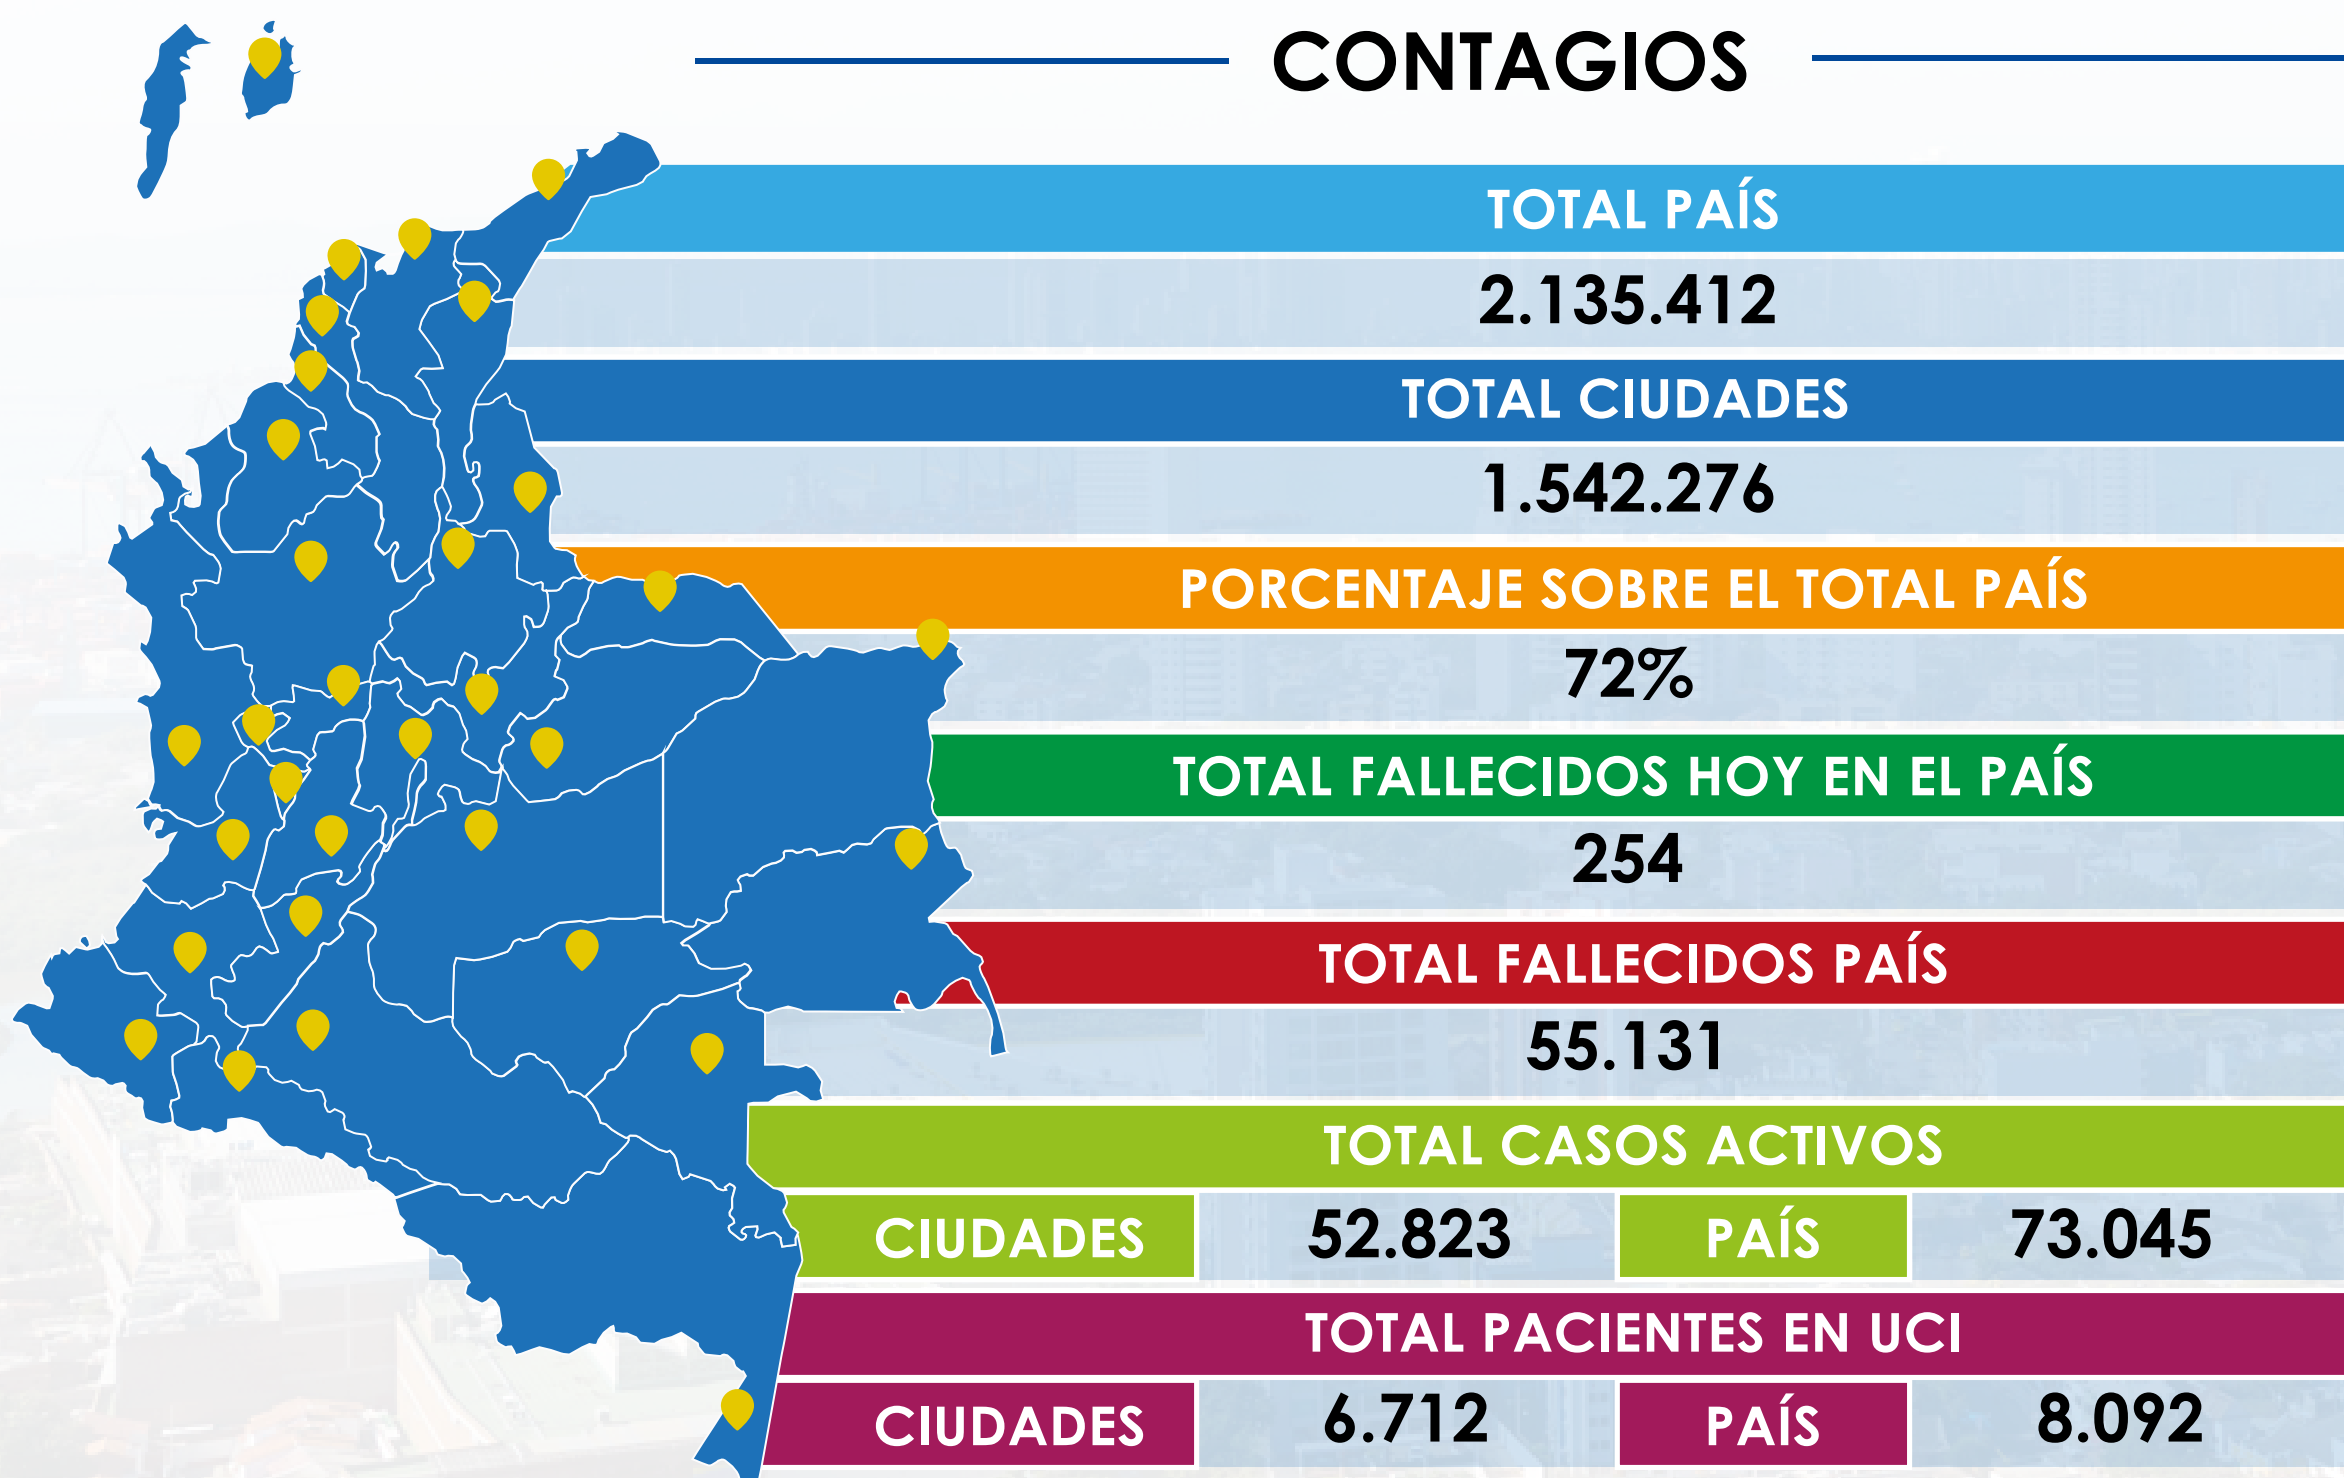 CONTAGIOS
TOTAL PAÍS
2.135.412
TOTAL CIUDADES
1.542.276
PORCENTAJE SOBRE EL TOTAL PAÍS
72%
TOTAL FALLECIDOS HOY EN EL PAÍS
254
TOTAL FALLECIDOS PAÍS
55.131
TOTAL CASOS ACTIVOS
CIUDADES 52.823 PAÍS 73.045
TOTAL PACIENTES EN UCI
CIUDADES 6.712 PAÍS 8.092